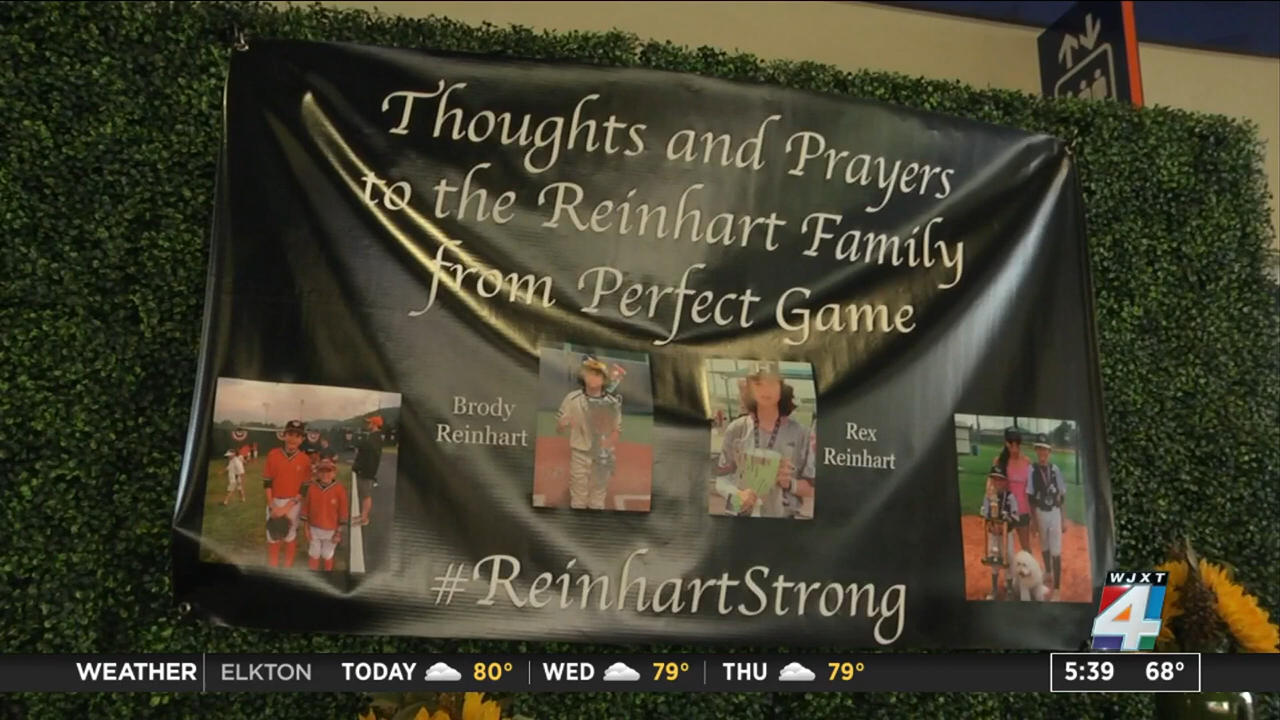 Thoughts and Prayers
to the Reinhart Family
from Perfect Game
Brody
Reinhart
Rex
Reinhart
#ReinhartStrong
WJXT
4
WEATHER ELKTON TODAY 80° WED 79° THU 79° 5:39 68°